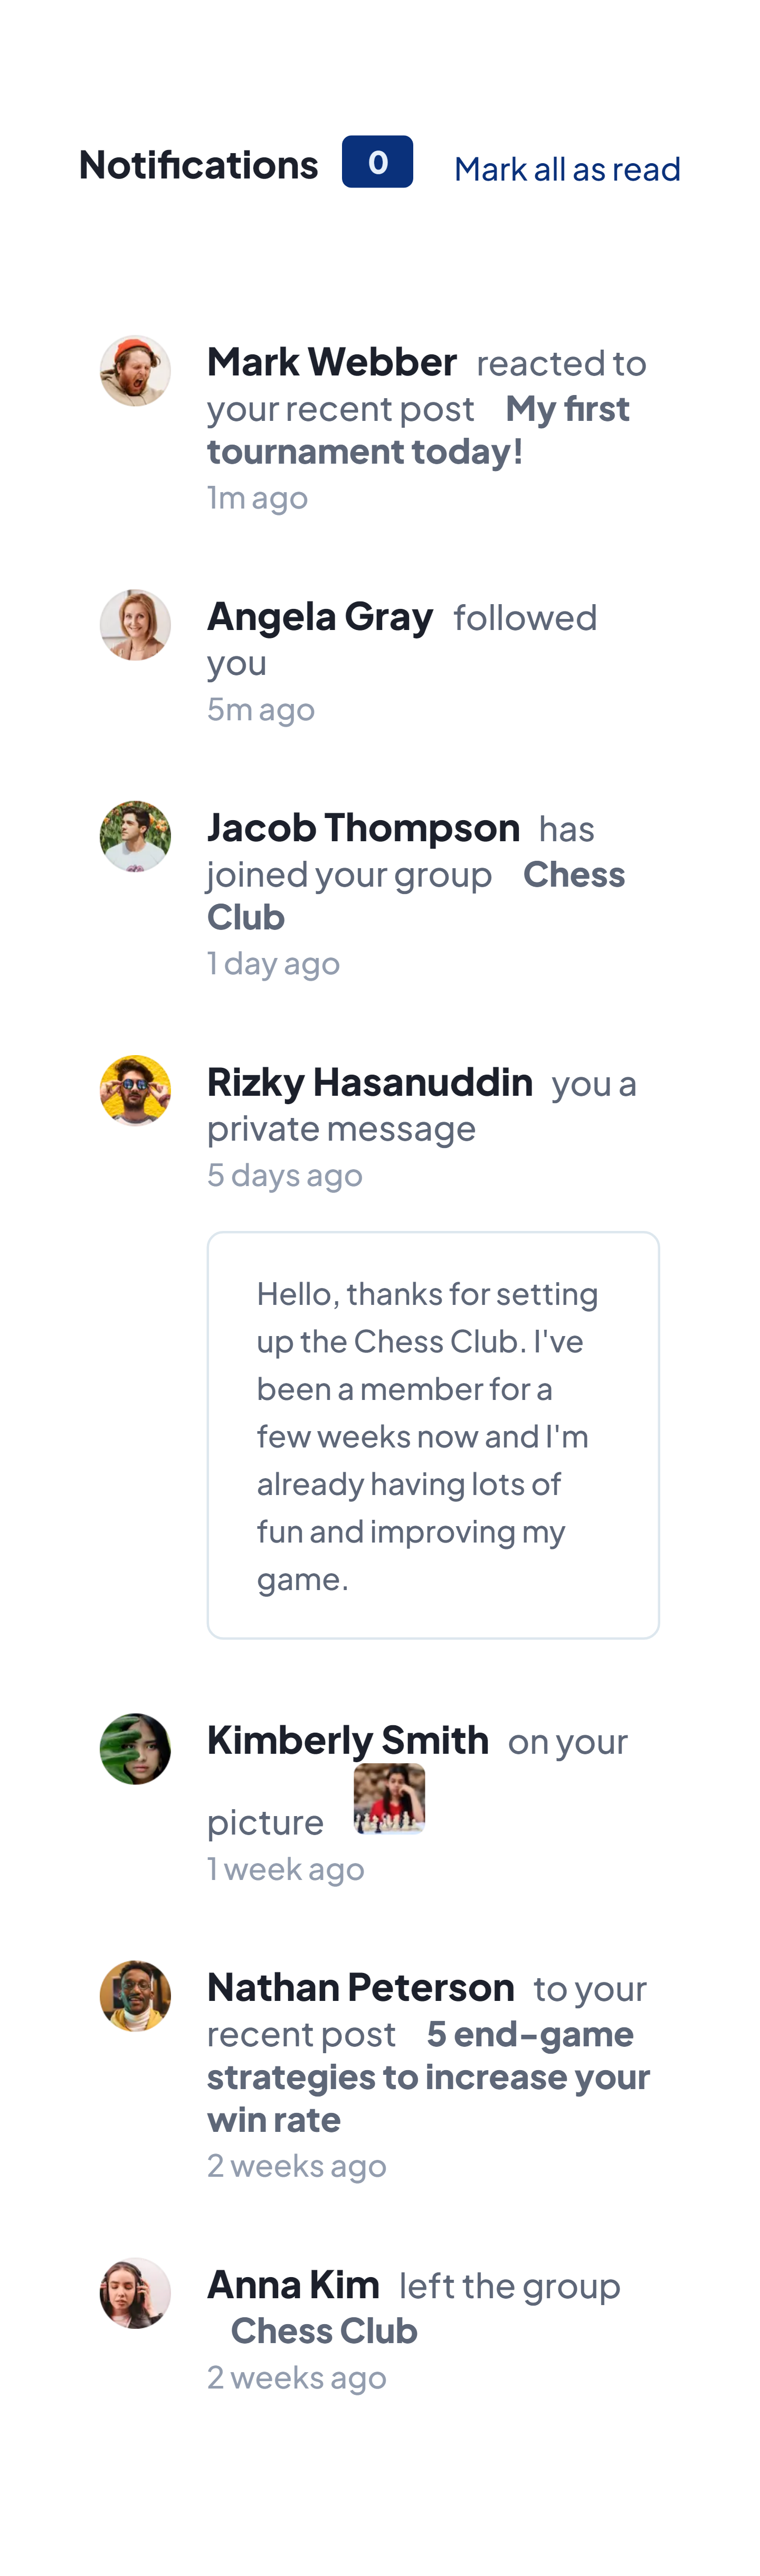 Notifications 0 Mark all as read
Mark Webber reacted to
your recent post My first
tournament today!
1m ago
Angela Gray followed
you
5m ago
Jacob Thompson has
joined your group Chess
Club
1 day ago
Rizky Hasanuddin you a
private message
5 days ago
Hello, thanks for setting
up the Chess Club. I've
been a member for a
few weeks now and I'm
already having lots of
fun and improving my
game.
Kimberly Smith on your
picture
1 week ago
Nathan Peterson to your
recent post 5 end-game
strategies to increase your
win rate
2 weeks ago
Anna Kim left the group
Chess Club
2 weeks ago